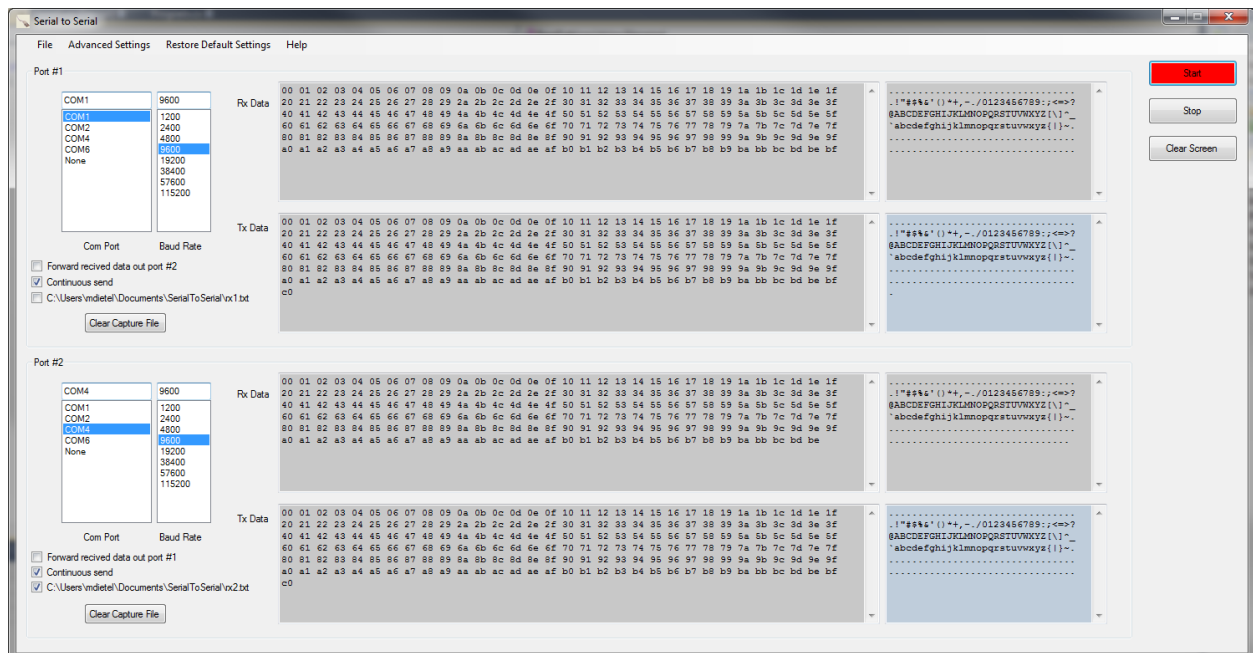 Serial to Serial
File Advanced Settings Restore Default Settings Help
Port #1
COM1
COM1
COM2
COM4
COM6
None
Com Port
9600
1200
2400
4800
9600
19200
38400
57600
115200
Baud Rate
Forward recived data out port #2
Continuous send
C:\Users\mdietel\Documents\SerialToSerial\rx1.txt
Clear Capture File
Rx Data
00 01 02 03 04 05 06 07 08 09 0a 0b 0c 0d 0e 0f 10 11 12 13 14 15 16 17 18 19 1a 1b 1c 1d 1e 1f
20 21 22 23 24 25 26 27 28 29 2a 2b 2c 2d 2e 2f 30 31 32 33 34 35 36 37 38 39 3a 3b 3c 3d 3e 3f
40 41 42 43 44 45 46 47 48 49 4a 4b 4c 4d 4e 4f 50 51 52 53 54 55 56 57 58 59 5a 5b 5c 5d 5e 5f
60 61 62 63 64 65 66 67 68 69 6a 6b 6c 6d 6e 6f 70 71 72 73 74 75 76 77 78 79 7a 7b 7c 7d 7e 7f
80 81 82 83 84 85 86 87 88 89 8a 8b 8c 8d 8e 8f 90 91 92 93 94 95 96 97 98 99 9a 9b 9c 9d 9e 9f
a0 a1 a2 a3 a4 a5 a6 a7 a8 a9 aa ab ac ad ae af b0 b1 b2 b3 b4 b5 b6 b7 b8 b9 ba bb bc bd be bf
................................
.!"#$%&'()*+,-./0123456789:;<=>?
@ABCDEFGHIJKLMNOPQRSTUVWXYZ[\]^_
`abcdefghijklmnopqrstuvwxyz{|}~.
................................
................................
Tx Data
00 01 02 03 04 05 06 07 08 09 0a 0b 0c 0d 0e 0f 10 11 12 13 14 15 16 17 18 19 1a 1b 1c 1d 1e 1f
20 21 22 23 24 25 26 27 28 29 2a 2b 2c 2d 2e 2f 30 31 32 33 34 35 36 37 38 39 3a 3b 3c 3d 3e 3f
40 41 42 43 44 45 46 47 48 49 4a 4b 4c 4d 4e 4f 50 51 52 53 54 55 56 57 58 59 5a 5b 5c 5d 5e 5f
60 61 62 63 64 65 66 67 68 69 6a 6b 6c 6d 6e 6f 70 71 72 73 74 75 76 77 78 79 7a 7b 7c 7d 7e 7f
80 81 82 83 84 85 86 87 88 89 8a 8b 8c 8d 8e 8f 90 91 92 93 94 95 96 97 98 99 9a 9b 9c 9d 9e 9f
a0 a1 a2 a3 a4 a5 a6 a7 a8 a9 aa ab ac ad ae af b0 b1 b2 b3 b4 b5 b6 b7 b8 b9 ba bb bc bd be bf
c0
................................
.!"#$%&'()*+,-./0123456789:;<=>?
@ABCDEFGHIJKLMNOPQRSTUVWXYZ[\]^_
`abcdefghijklmnopqrstuvwxyz{|}~.
................................
................................
.
Start
Stop
Clear Screen
Port #2
COM4
COM1
COM2
COM4
COM6
None
Com Port
9600
1200
2400
4800
9600
19200
38400
57600
115200
Baud Rate
Forward recived data out port #1
Continuous send
C:\Users\mdietel\Documents\SerialToSerial\rx2.txt
Clear Capture File
Rx Data
00 01 02 03 04 05 06 07 08 09 0a 0b 0c 0d 0e 0f 10 11 12 13 14 15 16 17 18 19 1a 1b 1c 1d 1e 1f
20 21 22 23 24 25 26 27 28 29 2a 2b 2c 2d 2e 2f 30 31 32 33 34 35 36 37 38 39 3a 3b 3c 3d 3e 3f
40 41 42 43 44 45 46 47 48 49 4a 4b 4c 4d 4e 4f 50 51 52 53 54 55 56 57 58 59 5a 5b 5c 5d 5e 5f
60 61 62 63 64 65 66 67 68 69 6a 6b 6c 6d 6e 6f 70 71 72 73 74 75 76 77 78 79 7a 7b 7c 7d 7e 7f
80 81 82 83 84 85 86 87 88 89 8a 8b 8c 8d 8e 8f 90 91 92 93 94 95 96 97 98 99 9a 9b 9c 9d 9e 9f
a0 a1 a2 a3 a4 a5 a6 a7 a8 a9 aa ab ac ad ae af b0 b1 b2 b3 b4 b5 b6 b7 b8 b9 ba bb bc bd be
................................
.!"#$%&'()*+,-./0123456789:;<=>?
@ABCDEFGHIJKLMNOPQRSTUVWXYZ[\]^_
`abcdefghijklmnopqrstuvwxyz{|}~.
................................
...............................
Tx Data
00 01 02 03 04 05 06 07 08 09 0a 0b 0c 0d 0e 0f 10 11 12 13 14 15 16 17 18 19 1a 1b 1c 1d 1e 1f
20 21 22 23 24 25 26 27 28 29 2a 2b 2c 2d 2e 2f 30 31 32 33 34 35 36 37 38 39 3a 3b 3c 3d 3e 3f
40 41 42 43 44 45 46 47 48 49 4a 4b 4c 4d 4e 4f 50 51 52 53 54 55 56 57 58 59 5a 5b 5c 5d 5e 5f
60 61 62 63 64 65 66 67 68 69 6a 6b 6c 6d 6e 6f 70 71 72 73 74 75 76 77 78 79 7a 7b 7c 7d 7e 7f
80 81 82 83 84 85 86 87 88 89 8a 8b 8c 8d 8e 8f 90 91 92 93 94 95 96 97 98 99 9a 9b 9c 9d 9e 9f
a0 a1 a2 a3 a4 a5 a6 a7 a8 a9 aa ab ac ad ae af b0 b1 b2 b3 b4 b5 b6 b7 b8 b9 ba bb bc bd be bf
c0
................................
.!"#$%&'()*+,-./0123456789:;<=>?
@ABCDEFGHIJKLMNOPQRSTUVWXYZ[\]^_
`abcdefghijklmnopqrstuvwxyz{|}~.
................................
................................